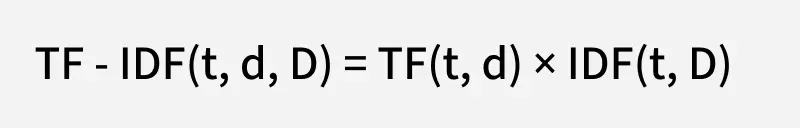 TF - IDF(t, d, D) = TF(t, d) × IDF(t, D)